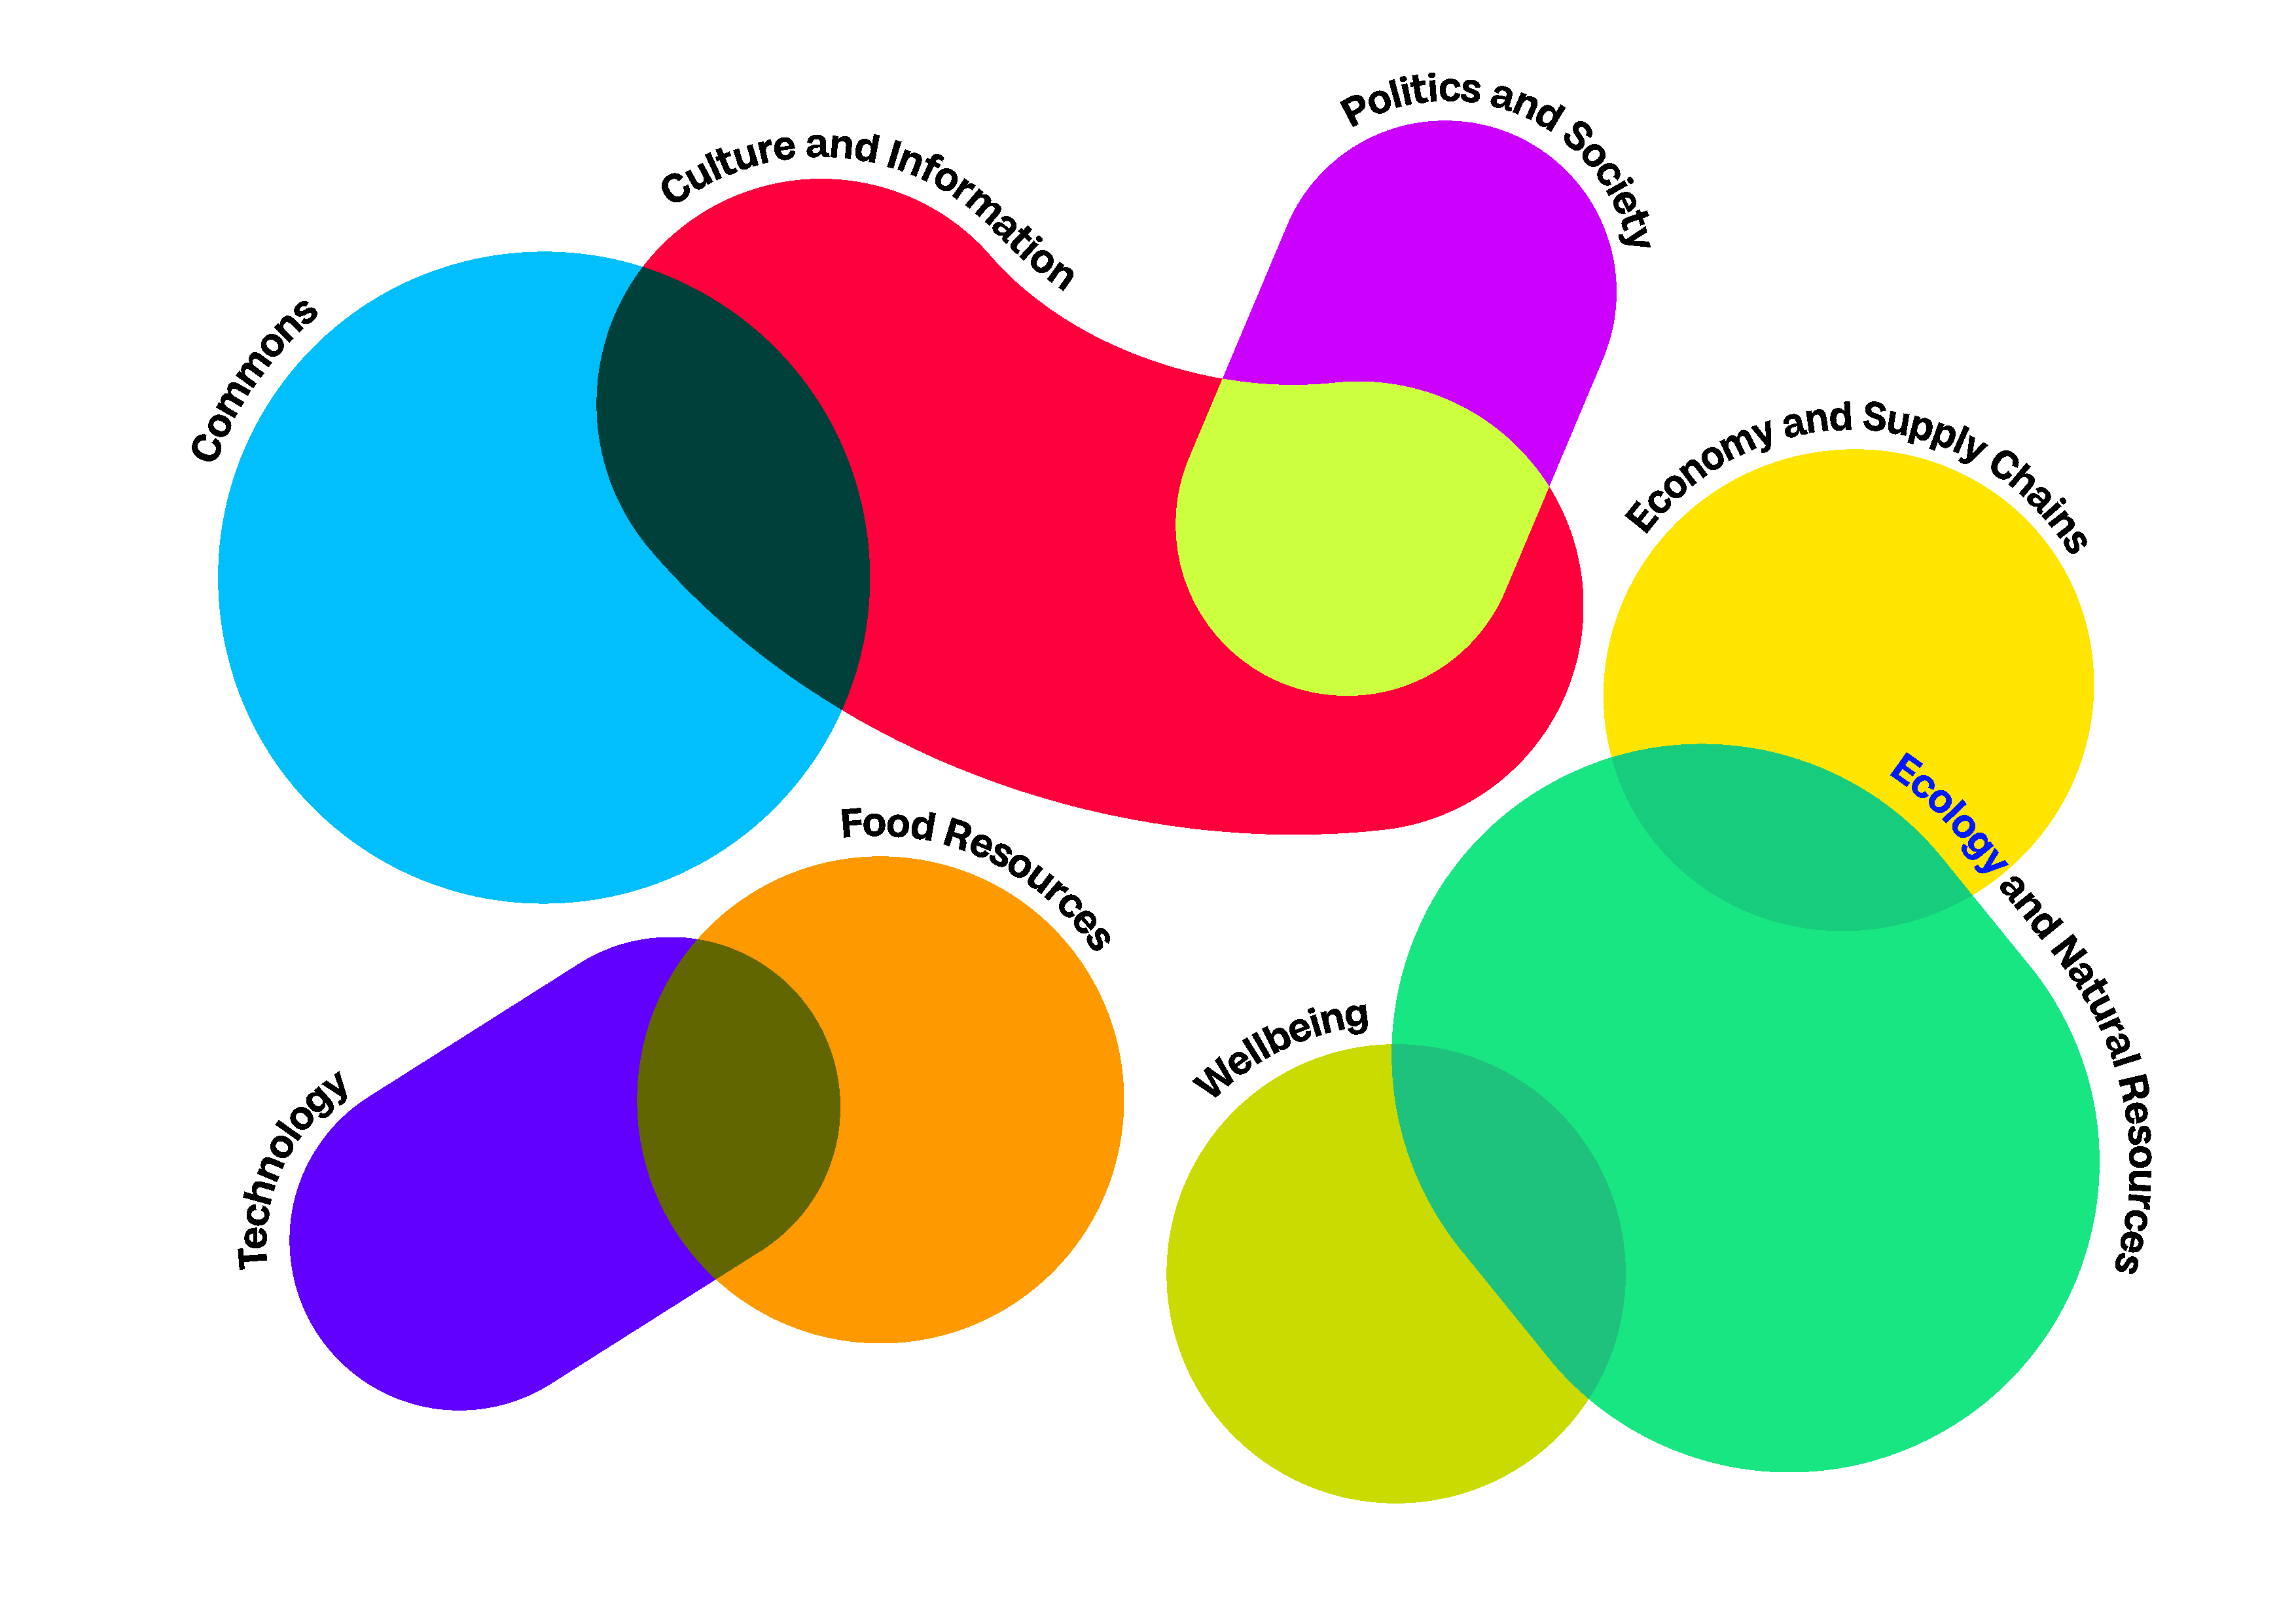 Politics and Society
Culture and Information
Commons
Economy and Supply Chains
Ecology and Natural Resources
Food Resources
Wellbeing
Technology